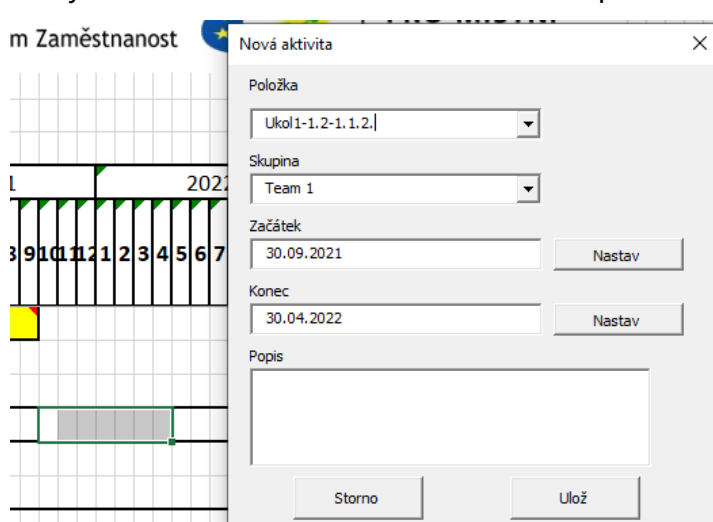 m Zaměstnanost
Nová aktivita
Položka
Ukol1-1.2-1.1.2.
Skupina
Team 1
Začátek
30.09.2021 Nastav
Konec
30.04.2022 Nastav
Popis
Storno Ulož
1 2022
8 9 10 11 12 1 2 3 4 5 6 7